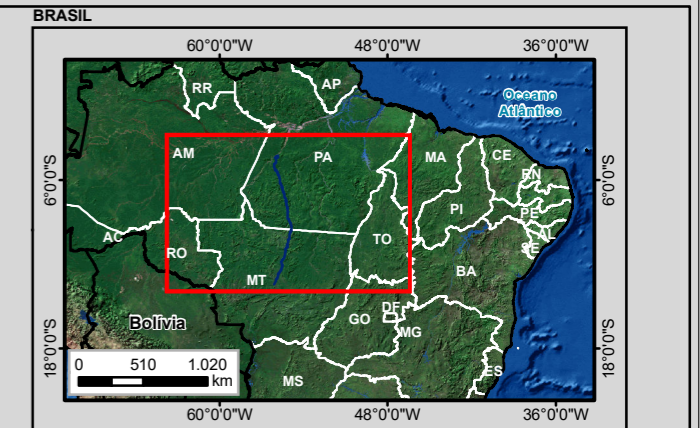 BRASIL
60°0'0"W 48°0'0"W 36°0'0"W
RR
AP
Oceano
Atlântico
AM
PA
MA
CE
RN
6°0'0"S
6°0'0"S
PI
PE
AL
SE
AC
RO
TO
MT
BA
Bolívia
GO
DF
MG
18°0'0"S
18°0'0"S
0 510 1.020
km
MS
ES
60°0'0"W 48°0'0"W 36°0'0"W